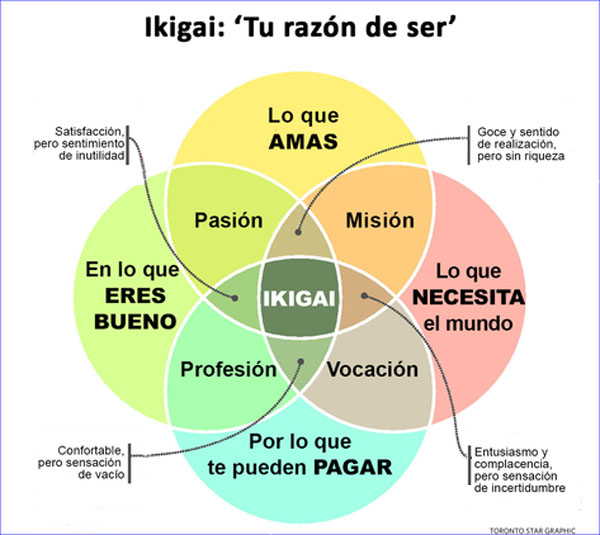 Ikigai: ‘Tu razón de ser’
Satisfacción,
pero sentimiento
de inutilidad
Lo que
AMAS
Goce y sentido
de realización,
pero sin riqueza
Pasión
Misión
En lo que
ERES
BUENO
IKIGAI
Lo que
NECESITA
el mundo
Profesión
Vocación
Confortable,
pero sensación
de vacío
Por lo que
te pueden PAGAR
Entusiasmo y
complacencia,
pero sensación
de incertidumbre
TORONTO STAR GRAPHIC